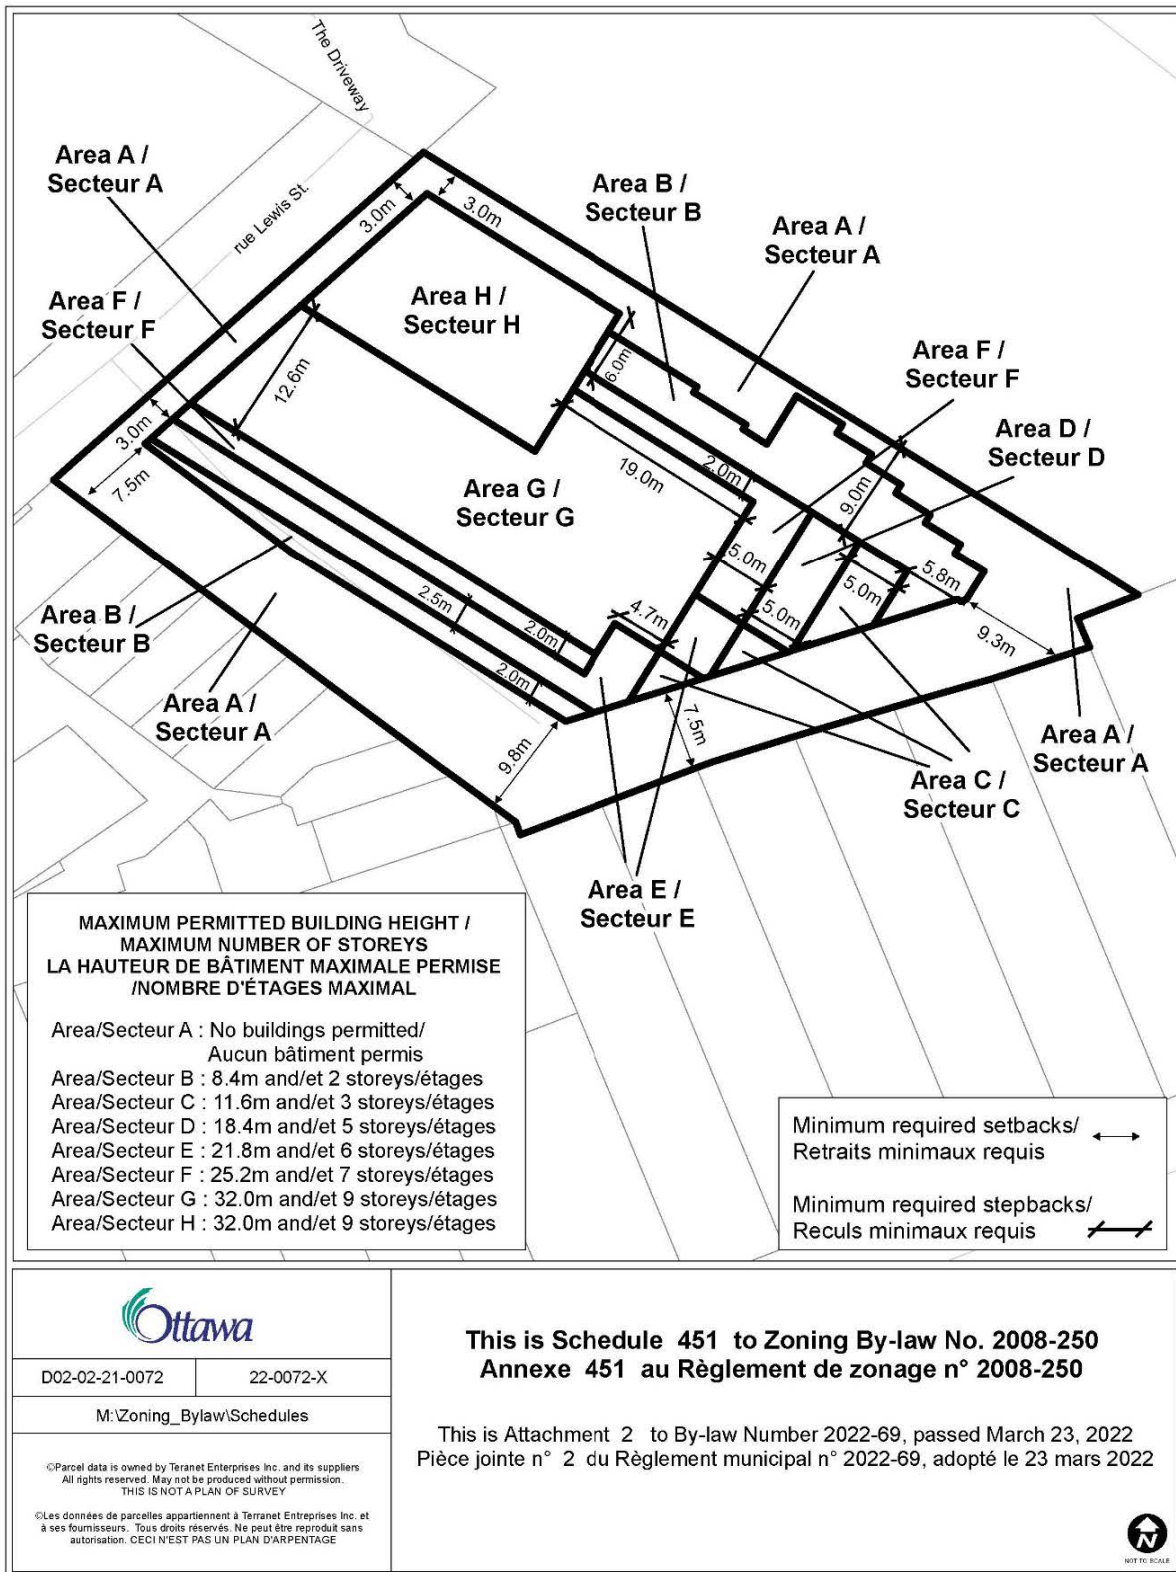 The Driveway
rue Lewis St.
Area A /
Secteur A
3.0m
3.0m
Area B /
Secteur B
Area A /
Secteur A
Area H /
Secteur H
Area F /
Secteur F
12.6m
6.0m
Area F /
Secteur F
3.0m
7.5m
Area D /
Secteur D
19.0m
2.0m
9.0m
Area G /
Secteur G
5.0m
5.0m
5.8m
Area B /
Secteur B
2.5m
2.0m
4.7m
5.0m
9.3m
2.0m
Area A /
Secteur A
9.8m
7.5m
Area A /
Secteur A
Area C /
Secteur C
Area E /
Secteur E
MAXIMUM PERMITTED BUILDING HEIGHT /
MAXIMUM NUMBER OF STOREYS
LA HAUTEUR DE BÂTIMENT MAXIMALE PERMISE
/NOMBRE D'ÉTAGES MAXIMAL
Area/Secteur A : No buildings permitted/
Aucun bâtiment permis
Area/Secteur B : 8.4m and/et 2 storeys/étages
Area/Secteur C : 11.6m and/et 3 storeys/étages
Area/Secteur D : 18.4m and/et 5 storeys/étages
Area/Secteur E : 21.8m and/et 6 storeys/étages
Area/Secteur F : 25.2m and/et 7 storeys/étages
Area/Secteur G : 32.0m and/et 9 storeys/étages
Area/Secteur H : 32.0m and/et 9 storeys/étages
Minimum required setbacks/
Retraits minimaux requis
Minimum required stepbacks/
Reculs minimaux requis
Ottawa
D02-02-21-0072
22-0072-X
M:\Zoning_Bylaw\Schedules
©Parcel data is owned by Teranet Enterprises Inc. and its suppliers
All rights reserved. May not be produced without permission.
THIS IS NOT A PLAN OF SURVEY
©Les données de parcelles appartiennent à Terranet Entreprises Inc. et
à ses fournisseurs. Tous droits réservés. Ne peut être reproduit sans
autorisation. CECI N'EST PAS UN PLAN D'ARPENTAGE
This is Schedule 451 to Zoning By-law No. 2008-250
Annexe 451 au Règlement de zonage n° 2008-250
This is Attachment 2 to By-law Number 2022-69, passed March 23, 2022
Pièce jointe n° 2 du Règlement municipal n° 2022-69, adopté le 23 mars 2022
N
NOT TO SCALE